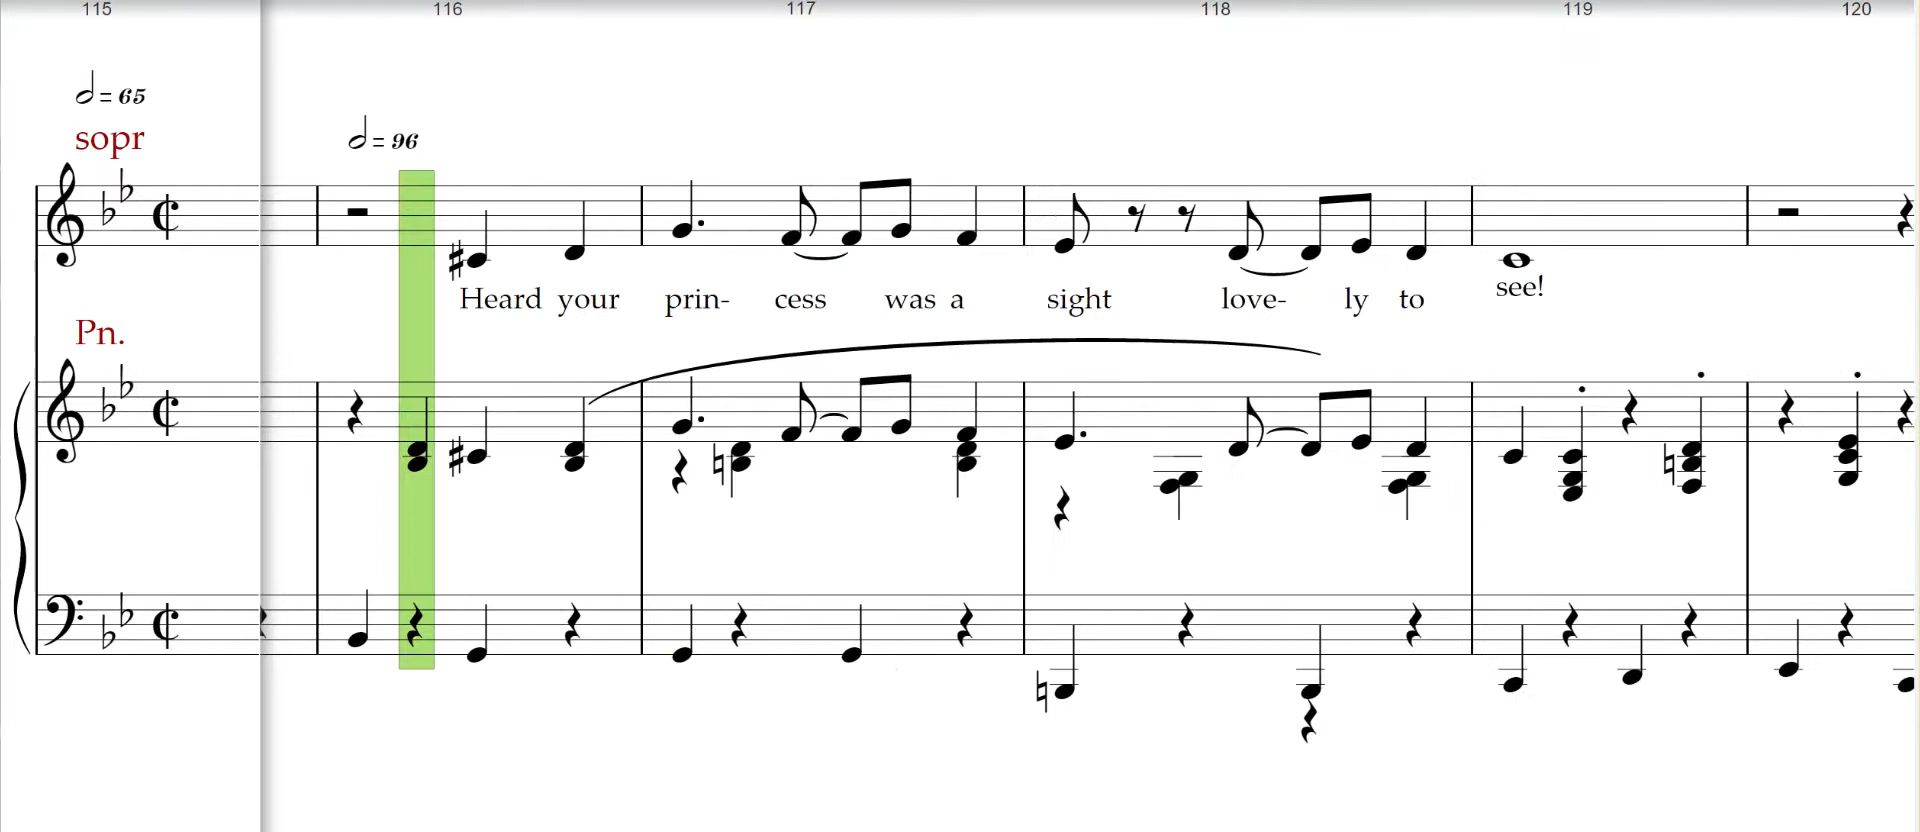 115 116 117 118 119 120
𝅗𝅥 = 65
sopr
𝅗𝅥 = 96
Heard your prin- cess was a sight love- ly to see!
Pn.